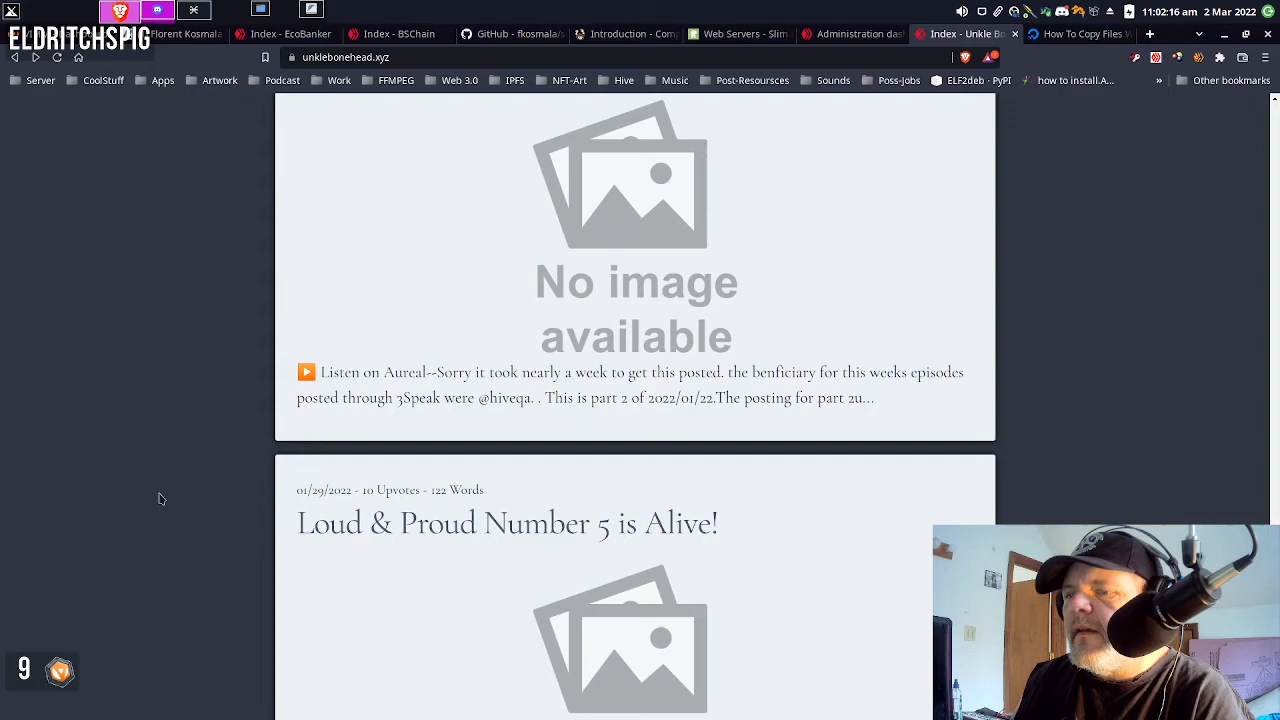 11:02:16 am 2 Mar 2022
ELDRITCHSPIG
Florent Kosmala
Index - EcoBanker
Index - BSChain
GitHub - fkosmala/s
Introduction - Com
Web Servers - Slim
Administration das
Index - Unkle Bo
How To Copy Files W
unklebonehead.xyz
Server
CoolStuff
Apps
Artwork
Podcast
Work
FFMPEG
Web 3.0
IPFS
NFT-Art
Hive
Music
Post-Resoursces
Sounds
Poss-Jobs
ELF2deb · PyPI
how to install.A...
»
Other bookmarks
No image
available
Listen on Aureal--Sorry it took nearly a week to get this posted. the benficiary for this weeks episodes
posted through 3Speak were @hiveqa. . This is part 2 of 2022/01/22.The posting for part 2u...
01/29/2022 - 10 Upvotes - 122 Words
Loud & Proud Number 5 is Alive!
9